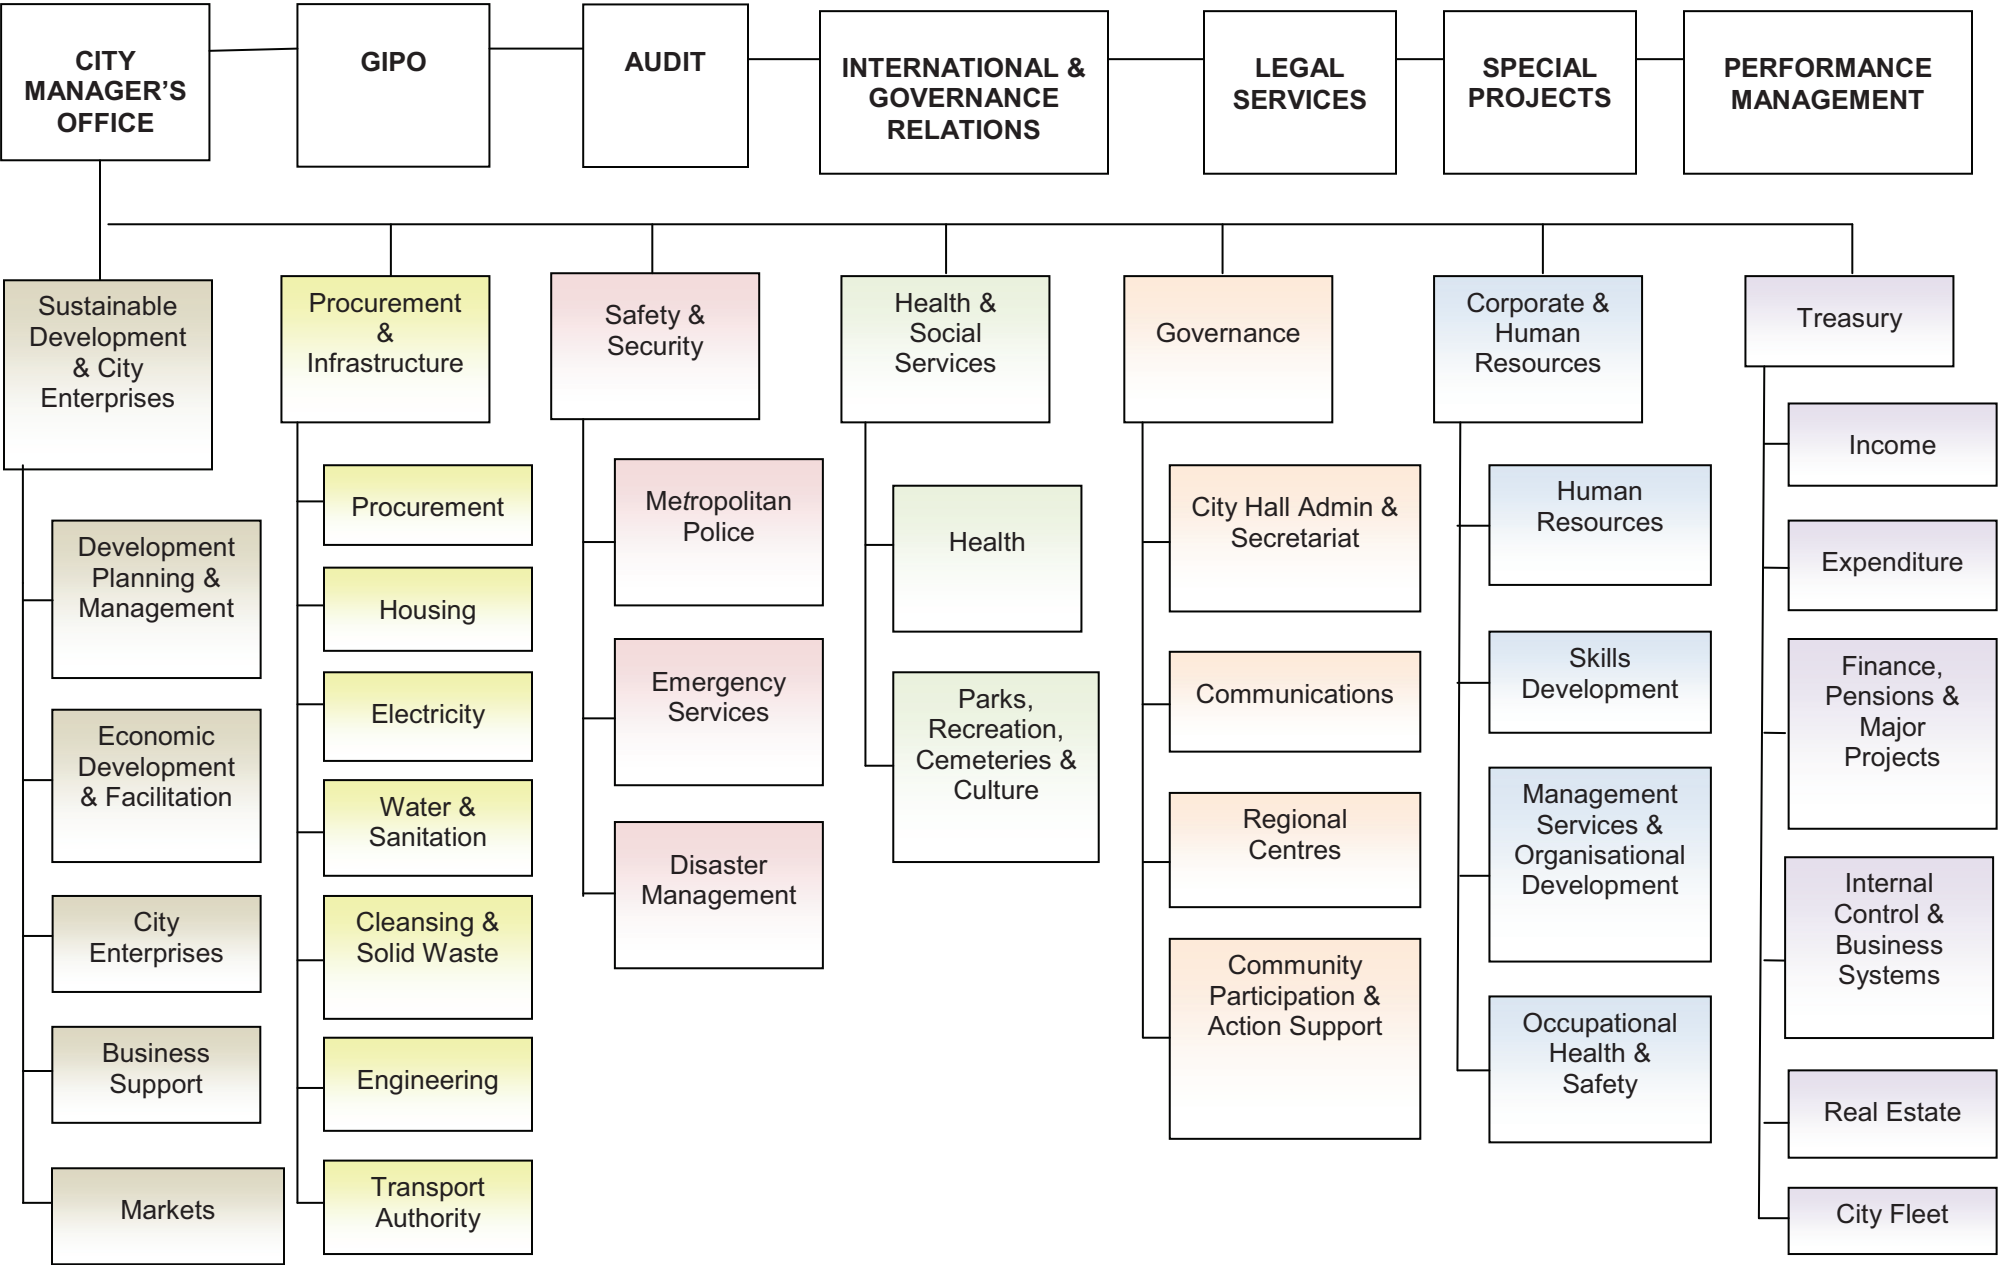 CITY
MANAGER'S
OFFICE
GIPO
AUDIT
INTERNATIONAL &
GOVERNANCE
RELATIONS
LEGAL
SERVICES
SPECIAL
PROJECTS
PERFORMANCE
MANAGEMENT
Sustainable
Development
& City
Enterprises
Development
Planning &
Management
Economic
Development
& Facilitation
City
Enterprises
Business
Support
Markets
Procurement
&
Infrastructure
Procurement
Housing
Electricity
Water &
Sanitation
Cleansing &
Solid Waste
Engineering
Transport
Authority
Safety &
Security
Metropolitan
Police
Emergency
Services
Disaster
Management
Health &
Social
Services
Health
Parks,
Recreation,
Cemeteries &
Culture
Governance
City Hall Admin &
Secretariat
Communications
Regional
Centres
Community
Participation &
Action Support
Corporate &
Human
Resources
Human
Resources
Skills
Development
Management
Services &
Organisational
Development
Occupational
Health &
Safety
Treasury
Income
Expenditure
Finance,
Pensions &
Major
Projects
Internal
Control &
Business
Systems
Real Estate
City Fleet